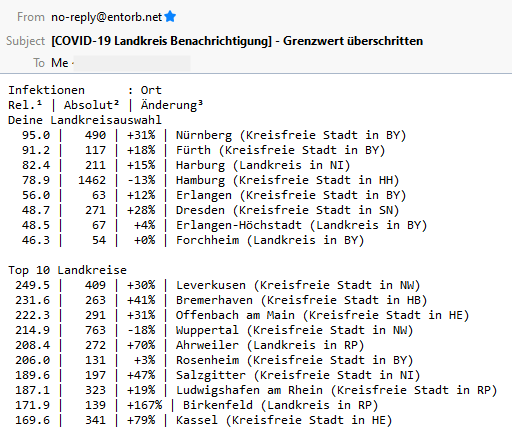 From no-reply@entorb.net
Subject [COVID-19 Landkreis Benachrichtigung] - Grenzwert überschritten
To Me
Infektionen : Ort
Rel.¹ | Absolut² | Änderung³
Deine Landkreisauswahl
95.0 | 490 | +31% | Nürnberg (Kreisfreie Stadt in BY)
91.2 | 117 | +18% | Fürth (Kreisfreie Stadt in BY)
82.4 | 211 | +15% | Harburg (Landkreis in NI)
78.9 | 1462 | -13% | Hamburg (Kreisfreie Stadt in HH)
56.0 | 63 | +12% | Erlangen (Kreisfreie Stadt in BY)
48.7 | 271 | +28% | Dresden (Kreisfreie Stadt in SN)
48.5 | 67 | +4% | Erlangen-Höchstadt (Landkreis in BY)
46.3 | 54 | +0% | Forchheim (Landkreis in BY)
Top 10 Landkreise
249.5 | 409 | +30% | Leverkusen (Kreisfreie Stadt in NW)
231.6 | 263 | +41% | Bremerhaven (Kreisfreie Stadt in HB)
222.3 | 291 | +31% | Offenbach am Main (Kreisfreie Stadt in HE)
214.9 | 763 | -18% | Wuppertal (Kreisfreie Stadt in NW)
208.4 | 272 | +70% | Ahrweiler (Landkreis in RP)
206.0 | 131 | +3% | Rosenheim (Kreisfreie Stadt in BY)
189.6 | 197 | +47% | Salzgitter (Kreisfreie Stadt in NI)
187.1 | 323 | +19% | Ludwigshafen am Rhein (Kreisfreie Stadt in RP)
171.9 | 139 | +167% | Birkenfeld (Landkreis in RP)
169.6 | 341 | +79% | Kassel (Kreisfreie Stadt in HE)